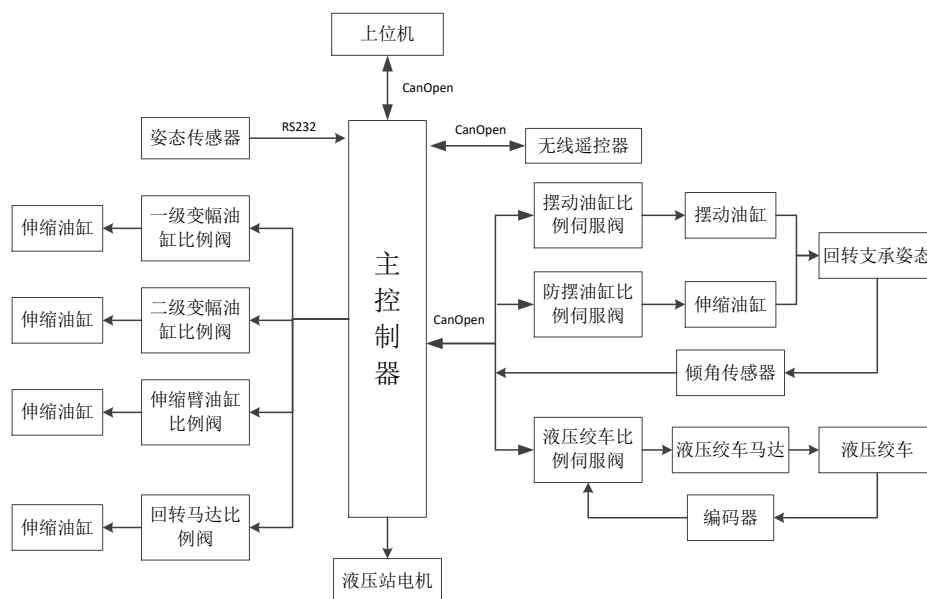 上位机
CanOpen
姿态传感器
RS232
CanOpen
无线遥控器
主
控
制
器
伸缩油缸
一级变幅油
缸比例阀
伸缩油缸
二级变幅油
缸比例阀
伸缩油缸
伸缩臂油缸
比例阀
伸缩油缸
回转马达比
例阀
CanOpen
摆动油缸比
例伺服阀
摆动油缸
回转支承姿态
防摆油缸比
例伺服阀
伸缩油缸
倾角传感器
液压绞车比
例伺服阀
液压绞车马达
液压绞车
编码器
液压站电机